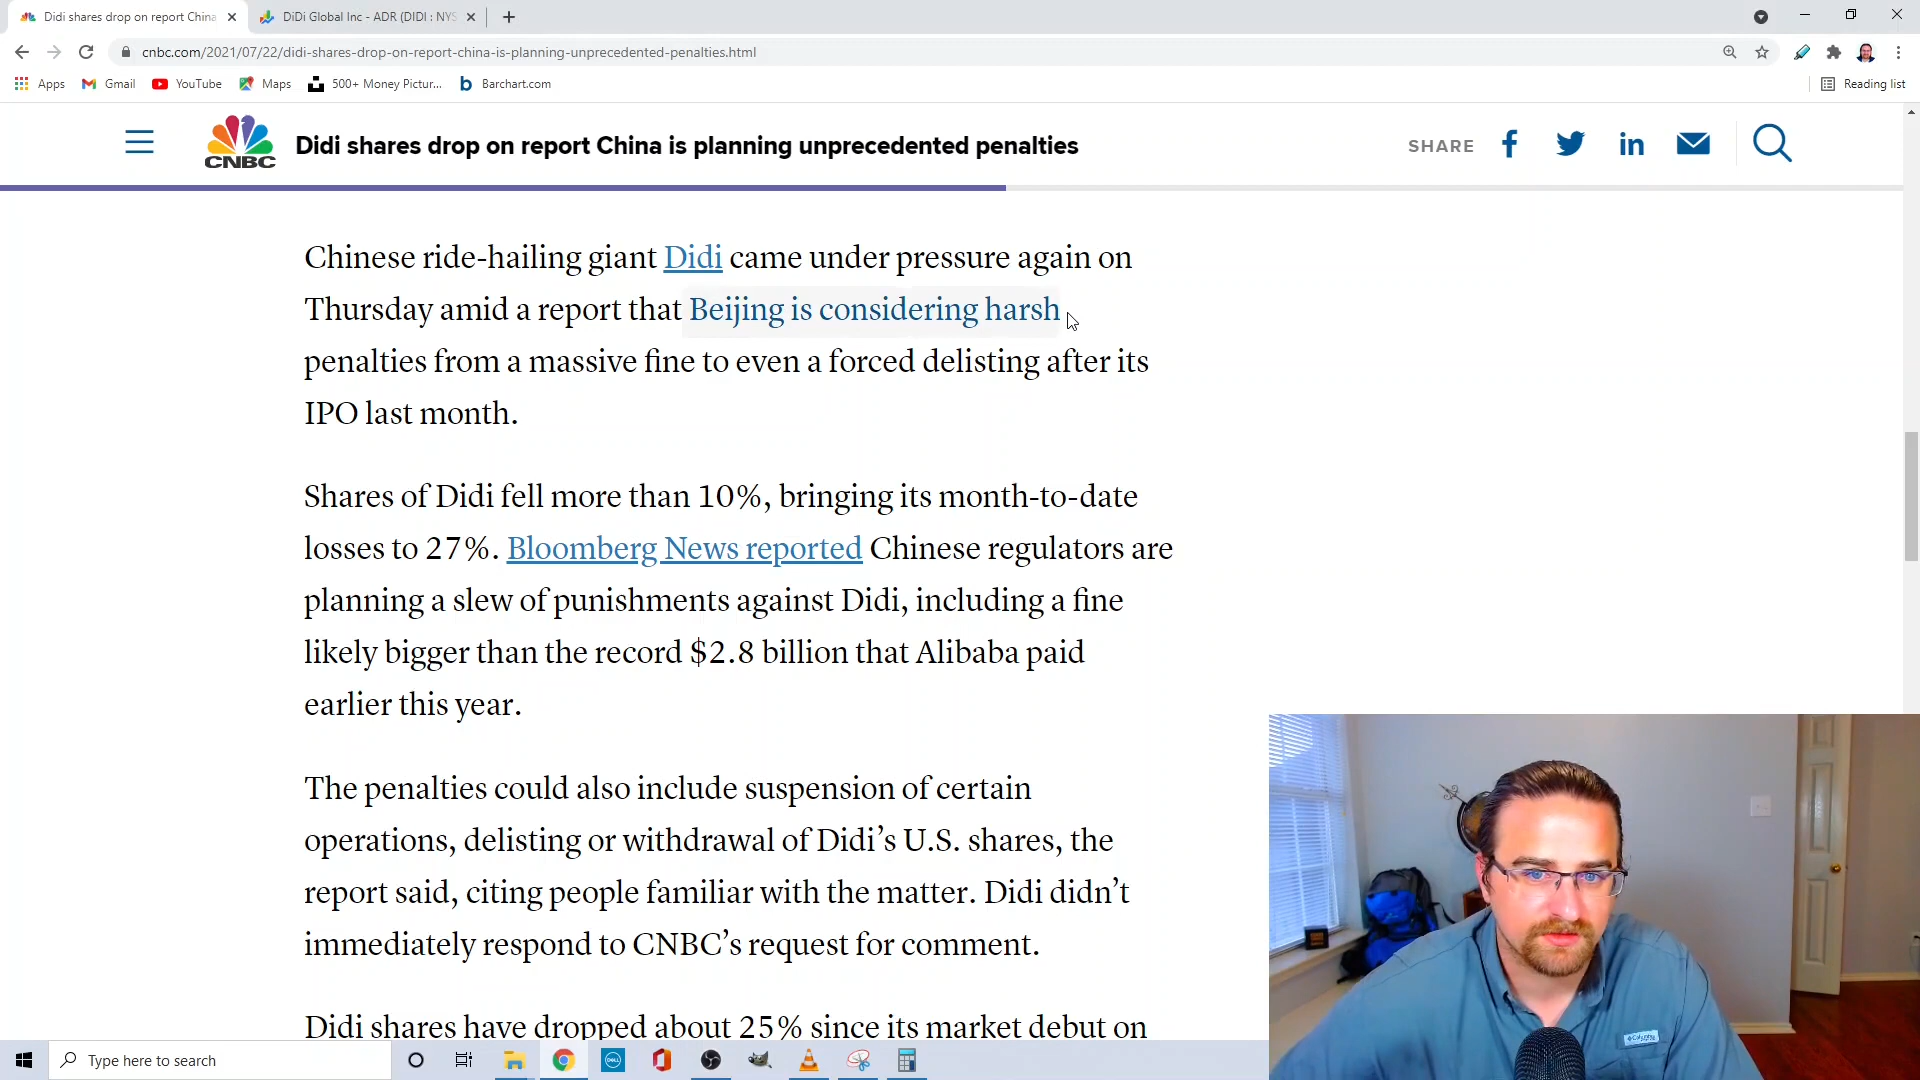 Didi shares drop on report China
DiDi Global Inc - ADR (DIDI : NYS
cnbc.com/2021/07/22/didi-shares-drop-on-report-china-is-planning-unprecedented-penalties.html
Apps
Gmail
YouTube
Maps
500+ Money Pictur...
b
Barchart.com
Reading list
CNBC
Didi shares drop on report China is planning unprecedented penalties
SHARE
Chinese ride-hailing giant Didi came under pressure again on
Thursday amid a report that Beijing is considering harsh
penalties from a massive fine to even a forced delisting after its
IPO last month.
Shares of Didi fell more than 10%, bringing its month-to-date
losses to 27%. Bloomberg News reported Chinese regulators are
planning a slew of punishments against Didi, including a fine
likely bigger than the record $2.8 billion that Alibaba paid
earlier this year.
The penalties could also include suspension of certain
operations, delisting or withdrawal of Didi’s U.S. shares, the
report said, citing people familiar with the matter. Didi didn’t
immediately respond to CNBC’s request for comment.
Didi shares have dropped about 25% since its market debut on
Type here to search
DELL
Columbia